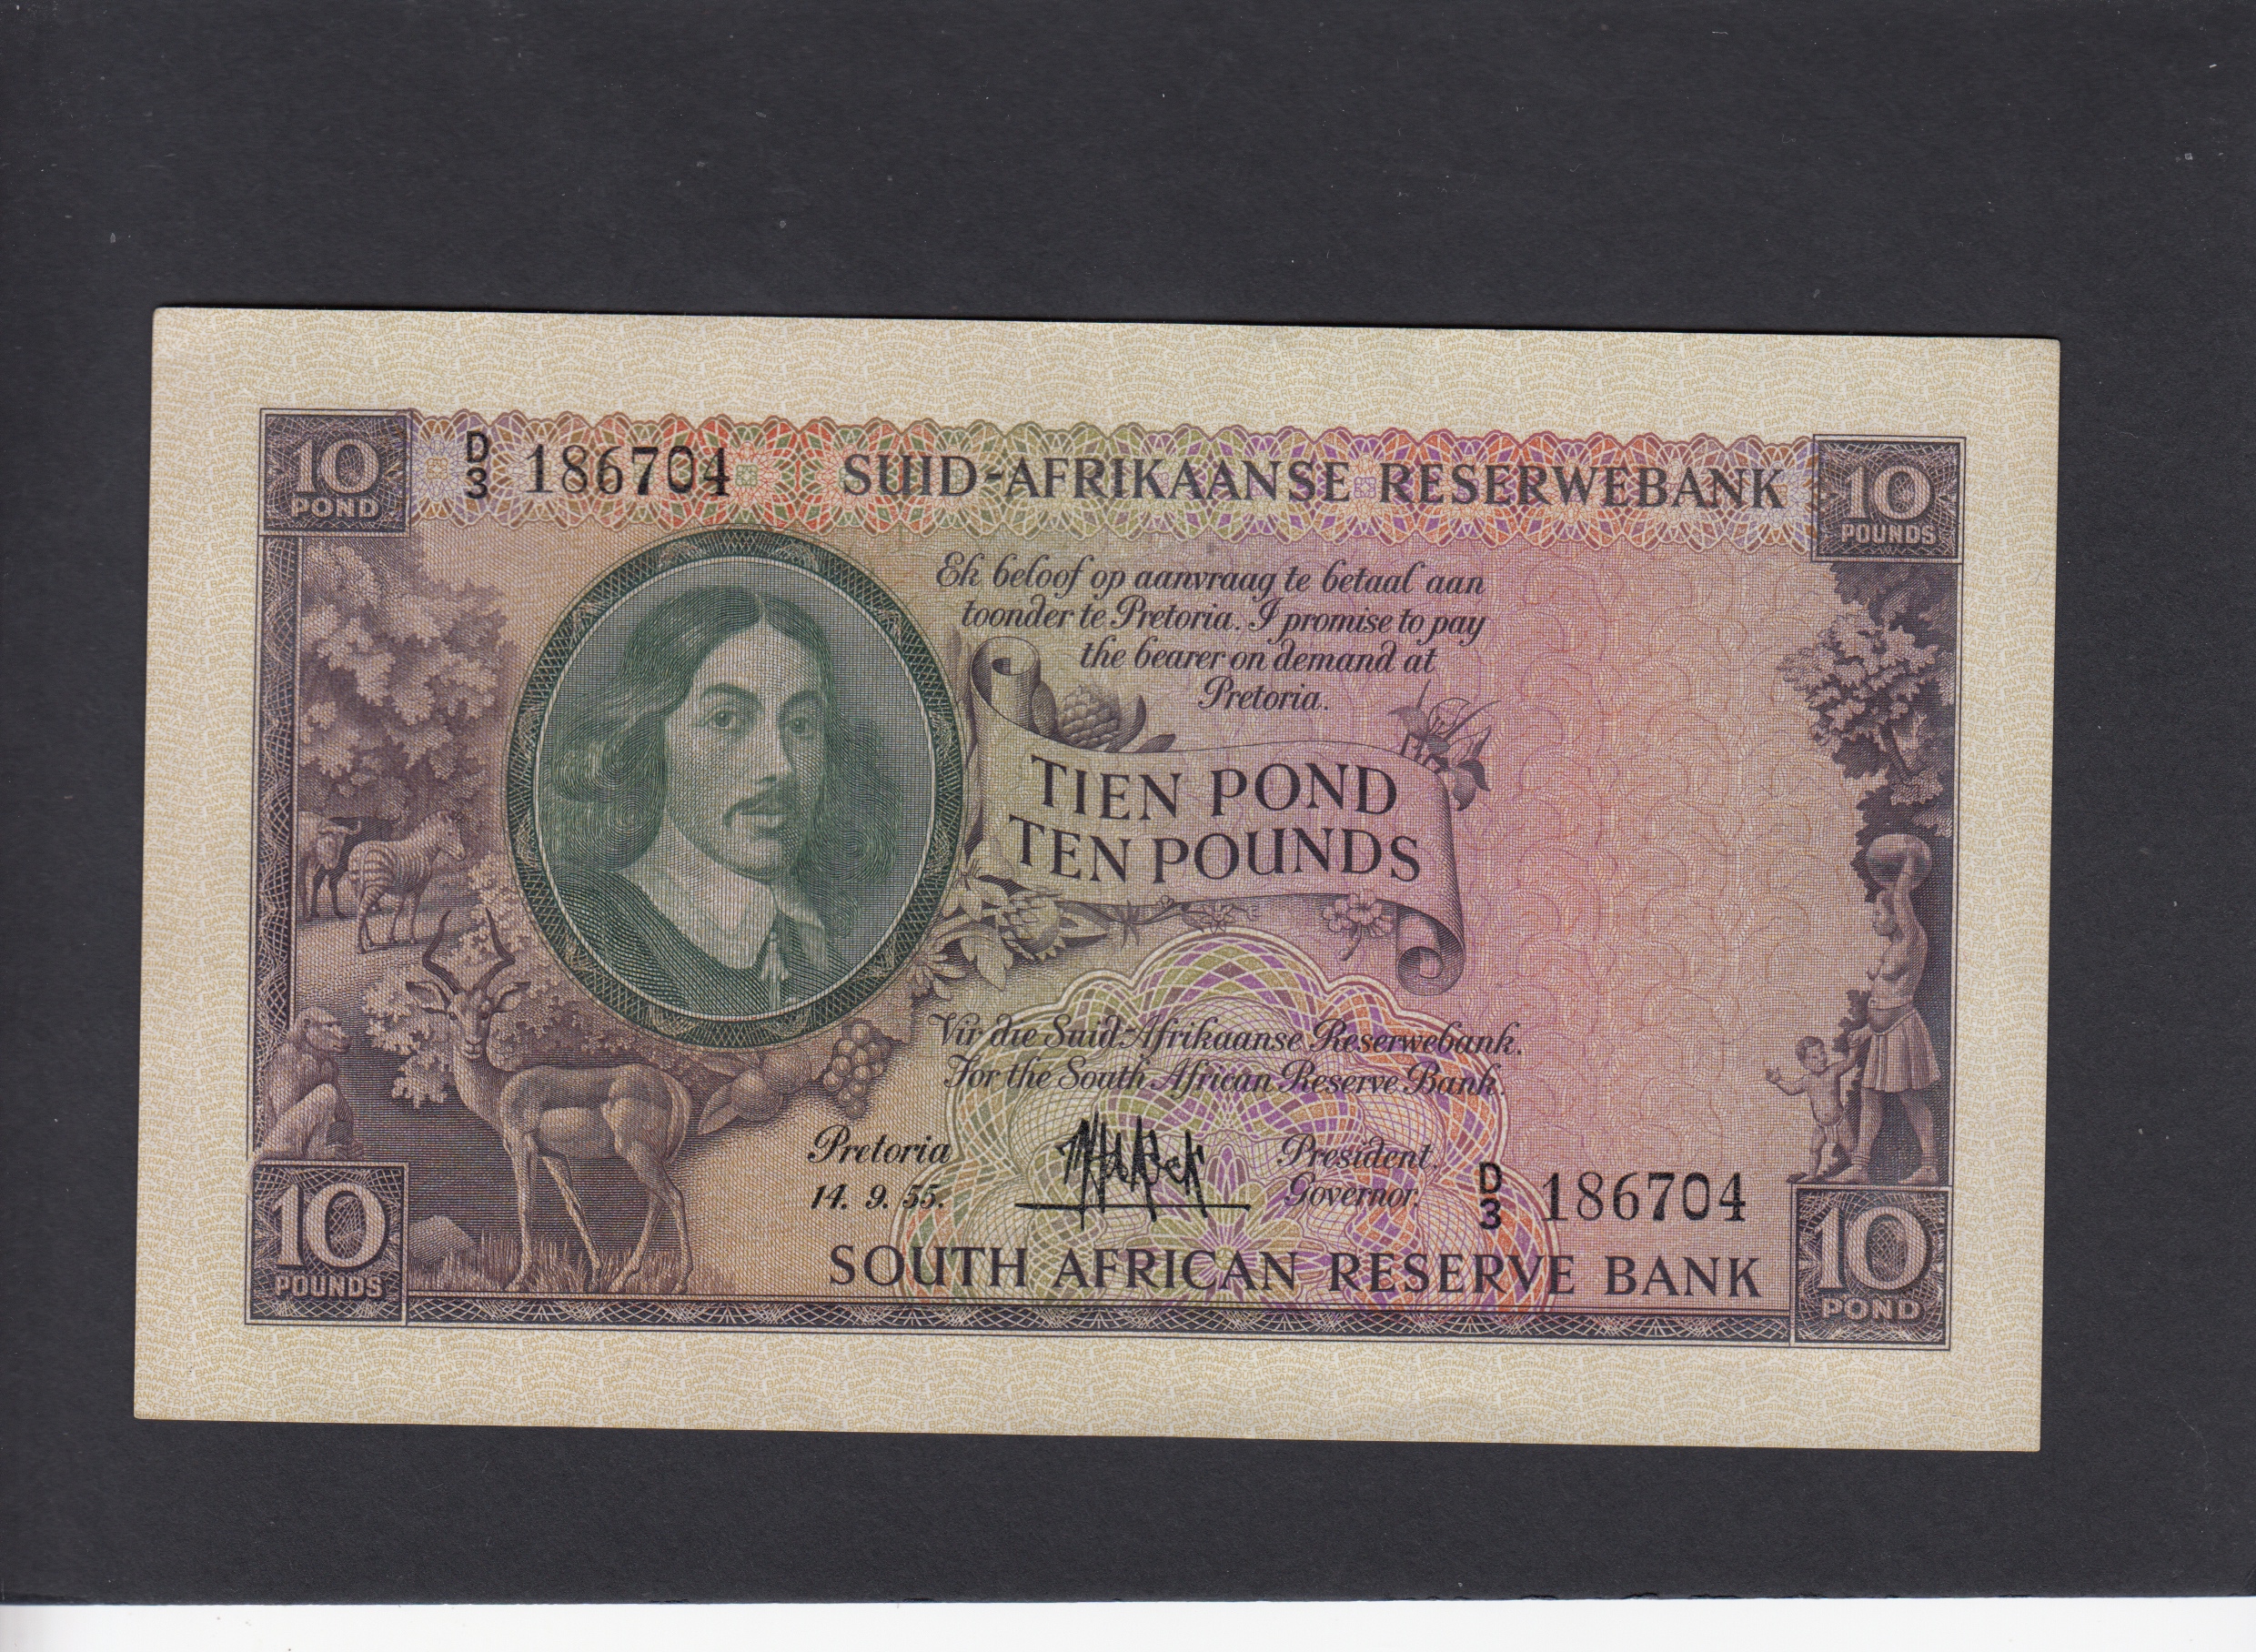 10
POND
D/3 186704
SUID-AFRIKAANSE RESERWEBANK
10
POUNDS
Ek beloof op aanvraag te betaal aan
toonder te Pretoria. I promise to pay
the bearer on demand at
Pretoria.
TIEN POND
TEN POUNDS
Vir die Suid-Afrikaanse Reserwebank.
For the South African Reserve Bank.
Pretoria
14. 9. 55.
President.
Governor.
D/3 186704
SOUTH AFRICAN RESERVE BANK
10
POUNDS
10
POND